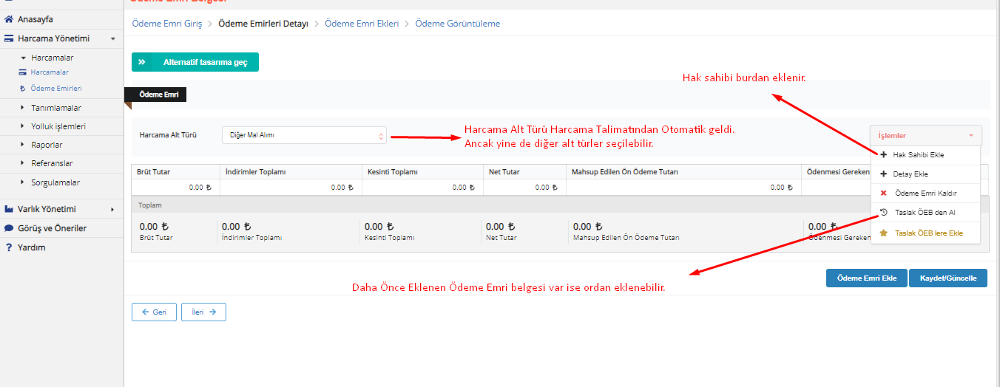 Ödeme Emri Belgesi
Anasayfa
Harcama Yönetimi
Harcamalar
Harcamalar
Ödeme Emirleri
Tanımlamalar
Yolluk işlemleri
Raporlar
Referanslar
Sorgulamalar
Varlık Yönetimi
Görüş ve Öneriler
Yardım
Ödeme Emri Giriş > Ödeme Emirleri Detayı > Ödeme Emri Ekleri > Ödeme Görüntüleme
Alternatif tasarıma geç
Hak sahibi burdan eklenir.
Ödeme Emri
Harcama Alt Türü
Diğer Mal Alımı
Harcama Alt Türü Harcama Talimatından Otomatik geldi.
Ancak yine de diğer alt türler seçilebilir.
İşlemler
Hak Sahibi Ekle
Detay Ekle
Ödeme Emri Kaldır
Taslak ÖEB den Al
Taslak ÖEB lere Ekle
Brüt Tutar İndirimler Toplamı Kesinti Toplamı Net Tutar Mahsup Edilen Ön Ödeme Tutarı Ödenmesi Gereken
0.00 ₺ 0.00 ₺ 0.00 ₺ 0.00 ₺ 0.00 ₺
Toplam
0.00 ₺ 0.00 ₺ 0.00 ₺ 0.00 ₺ 0.00 ₺ 0.00 ₺
Brüt Tutar İndirimler Toplamı Kesinti Toplamı Net Tutar Mahsup Edilen Ön Ödeme Tutarı Ödenmesi Gereken
Daha Önce Eklenen Ödeme Emri belgesi var ise ordan eklenebilir.
Ödeme Emri Ekle Kaydet/Güncelle
Geri İleri